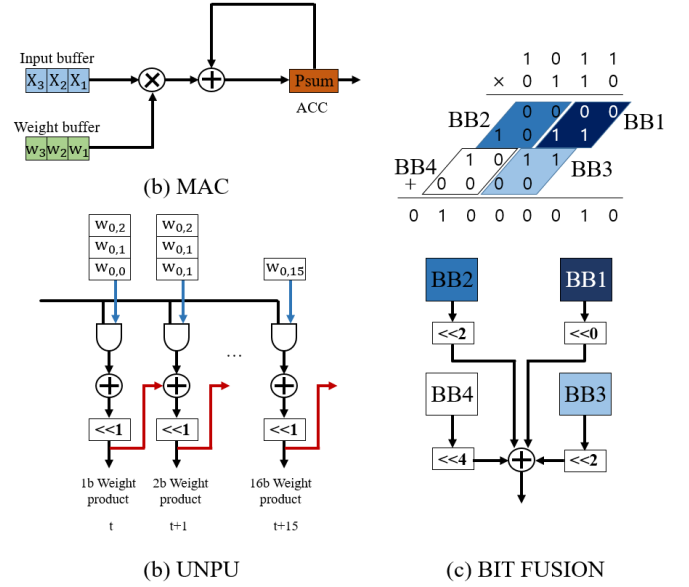 Input buffer
X3 X2 X1
Psum
ACC
Weight buffer
w3 w2 w1
(b) MAC
1 0 1 1
× 0 1 1 0
BB2 0 0 0 0 BB1
1 0 1 1
BB4 1 0 1 1 BB3
+ 0 0 0 0
0 1 0 0 0 0 1 0
w0,2 w0,2
w0,1 w0,1
w0,0 w0,1 w0,15
...
<<1 <<1 <<1
1b Weight product 2b Weight product 16b Weight product
t t+1 t+15
(b) UNPU
BB2 BB1
<<2 <<0
BB4 BB3
<<4 <<2
(c) BIT FUSION